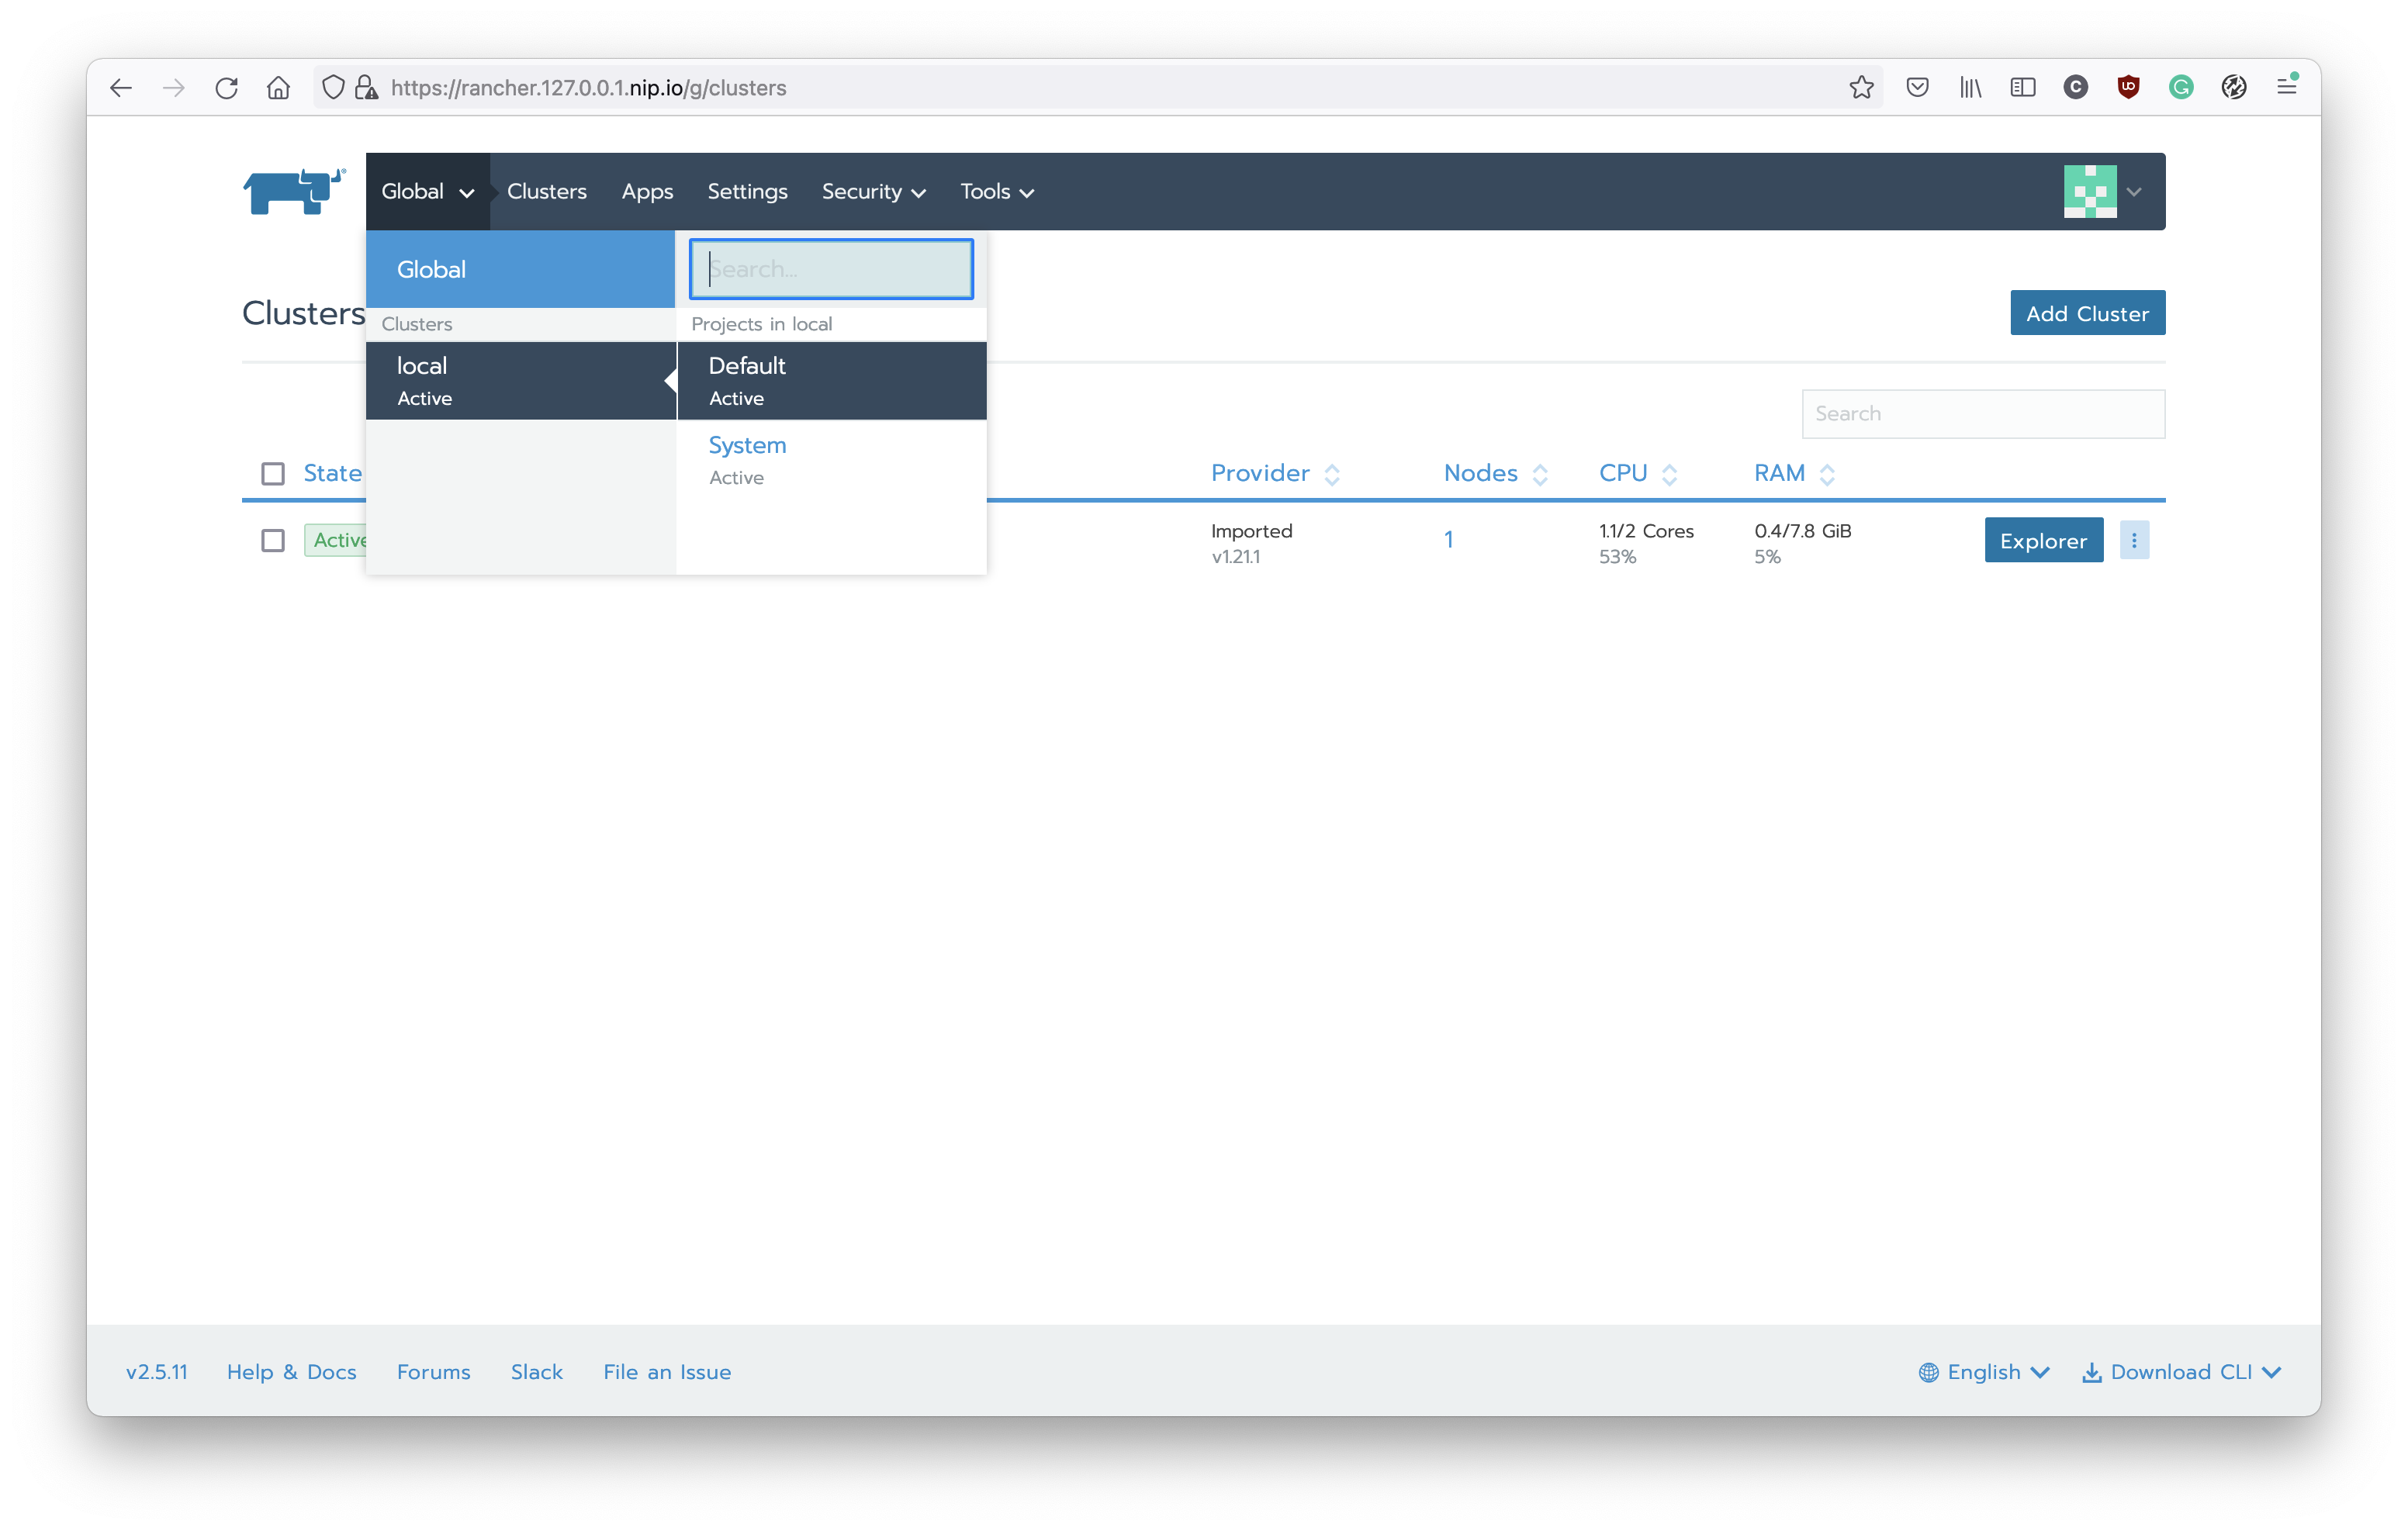 https://rancher.127.0.0.1.nip.io/g/clusters
Global Clusters Apps Settings Security Tools
Global Search...
Clusters Add Cluster
Clusters Projects in local
local Default
Active Active
Search
System
Active
State Provider Nodes CPU RAM
Active Imported 1 1.1/2 Cores 0.4/7.8 GiB Explorer
v1.21.1 53% 5%
v2.5.11 Help & Docs Forums Slack File an Issue English Download CLI